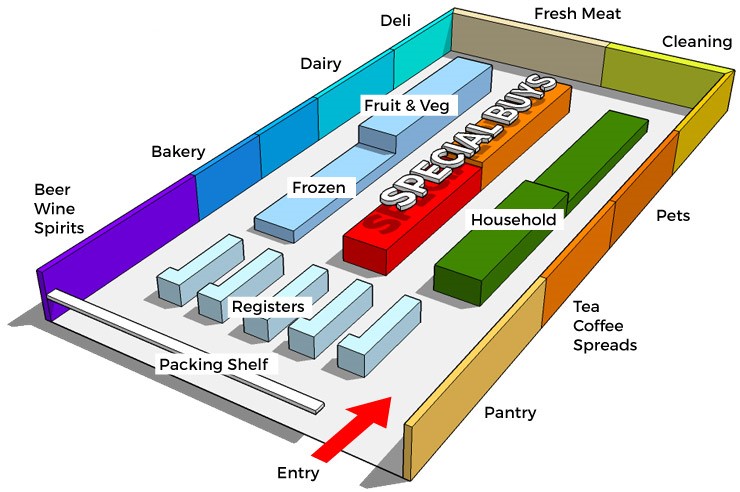 Fresh Meat
Deli
Cleaning
Dairy
SPECIAL BUYS
Fruit & Veg
Bakery
Frozen
Beer
Wine
Spirits
Household
Pets
Registers
Tea
Coffee
Spreads
Packing Shelf
Pantry
Entry